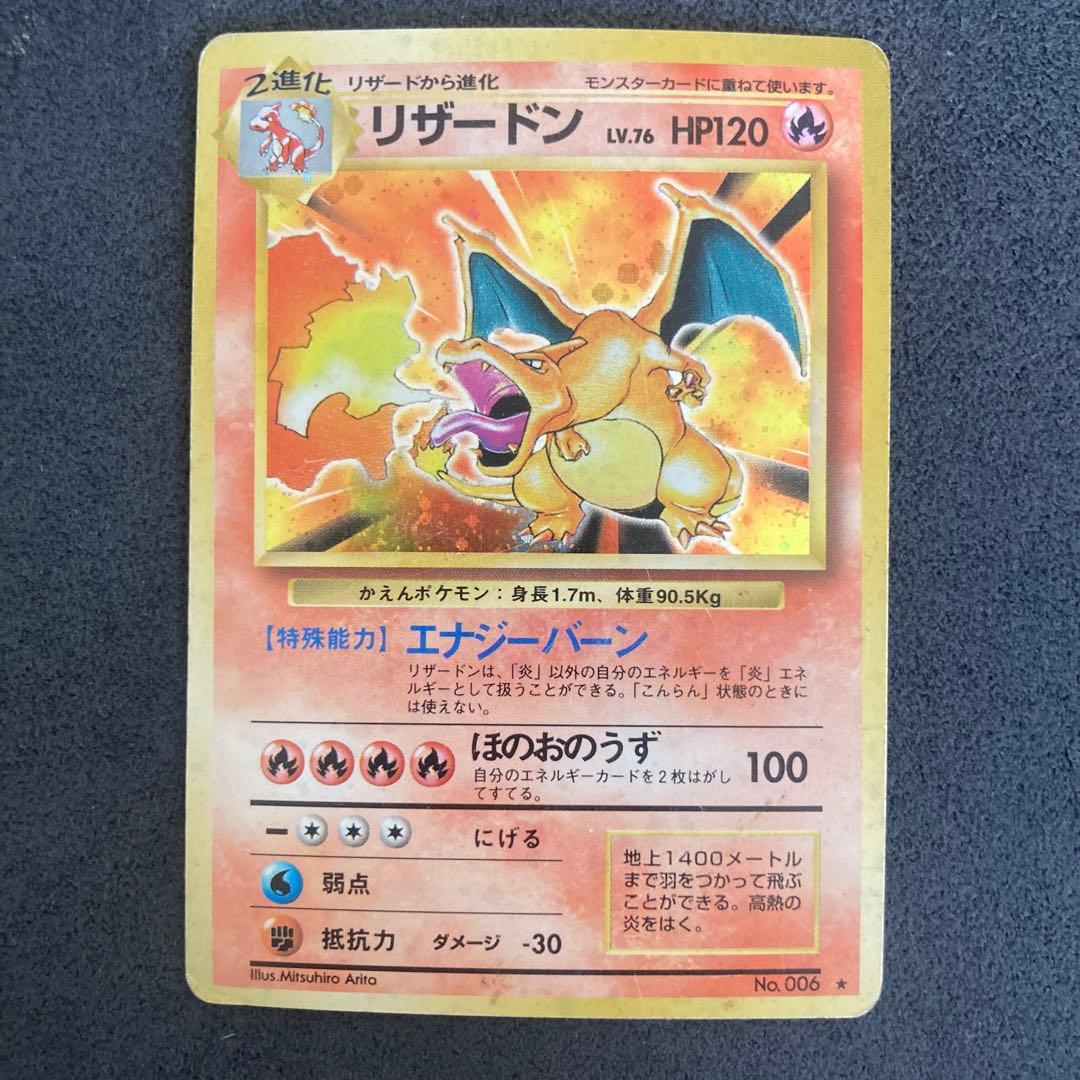 2進化 リザードから進化 モンスターカードに重ねて使います。
リザードン LV.76 HP120
かえんポケモン：身長1.7m、体重90.5Kg
【特殊能力】エナジーバーン
リザードンは、「炎」以外の自分のエネルギーを「炎」エネ
ルギーとして扱うことができる。「こんらん」状態のときに
は使えない。
ほのおのうず 100
自分のエネルギーカードを2枚はがし
てすてる。
にげる
弱点
抵抗力 ダメージ -30
地上1400メートル
まで羽をつかって飛ぶ
ことができる。高熱の
炎をはく。
Illus.Mitsuhiro Arita
No. 006 ★